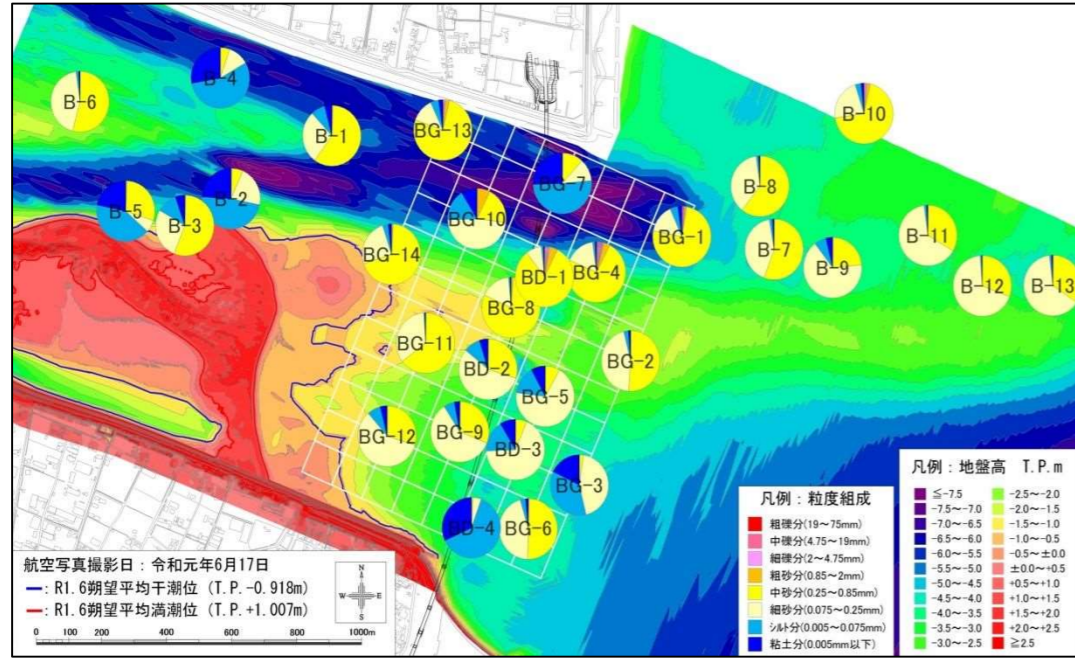 B-6
B-4
B-1
BG-13
B-10
BG-7
B-8
B-2
B-5
B-3
BG-10
BG-14
BG-1
B-7
B-11
B-9
BD-1
BG-4
B-12
B-13
BG-8
BG-11
BD-2
BG-2
BG-5
BG-12
BG-9
BD-3
BG-3
BD-4
BG-6
航空写真撮影日：令和元年6月17日
：R1.6朔望平均干潮位（T.P.-0.918m）
：R1.6朔望平均満潮位（T.P.+1.007m）
N
W E
S
0 100 200 400 600 800 1000m
凡例：粒度組成
粗礫分(19～75mm)
中礫分(4.75～19mm)
細礫分(2～4.75mm)
粗砂分(0.85～2mm)
中砂分(0.25～0.85mm)
細砂分(0.075～0.25mm)
シルト分(0.005～0.075mm)
粘土分(0.005mm以下)
凡例：地盤高 T.P.m
≦-7.5
-7.5～-7.0
-7.0～-6.5
-6.5～-6.0
-6.0～-5.5
-5.5～-5.0
-5.0～-4.5
-4.5～-4.0
-4.0～-3.5
-3.5～-3.0
-3.0～-2.5
-2.5～-2.0
-2.0～-1.5
-1.5～-1.0
-1.0～-0.5
-0.5～±0.0
±0.0～+0.5
+0.5～+1.0
+1.0～+1.5
+1.5～+2.0
+2.0～+2.5
≧2.5